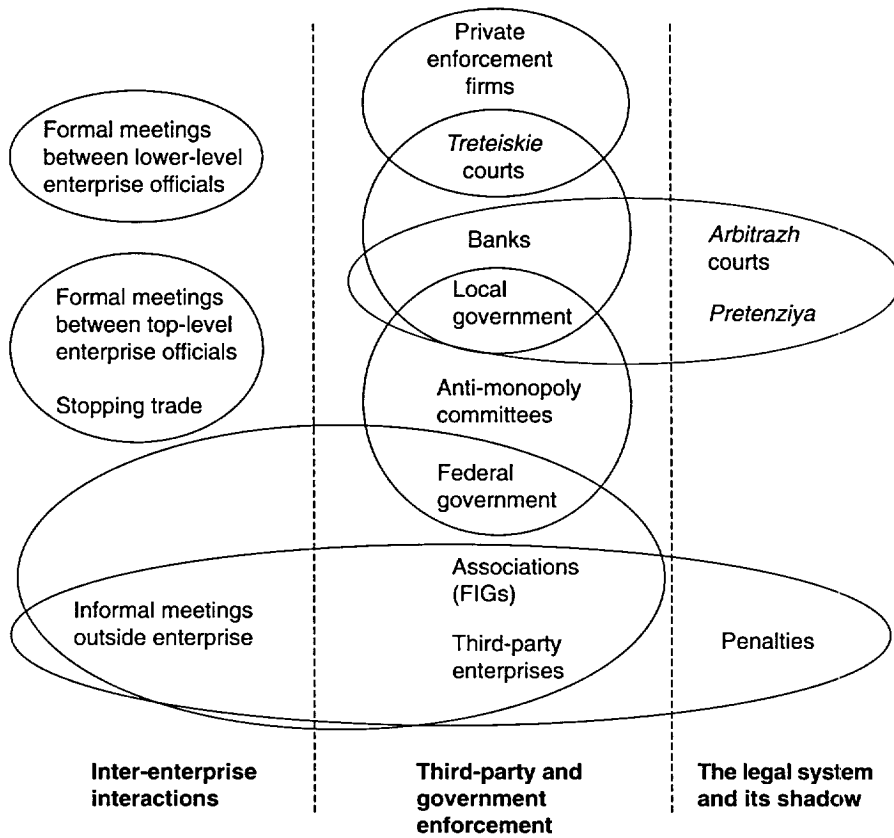 Private
enforcement
firms
Formal meetings
between lower-level
enterprise officials
Treteiskie
courts
Banks
Arbitrazh
courts
Formal meetings
between top-level
enterprise officials
Local
government
Pretenziya
Stopping trade
Anti-monopoly
committees
Federal
government
Associations
(FIGs)
Informal meetings
outside enterprise
Third-party
enterprises
Penalties
Inter-enterprise
interactions
Third-party and
government
enforcement
The legal system
and its shadow